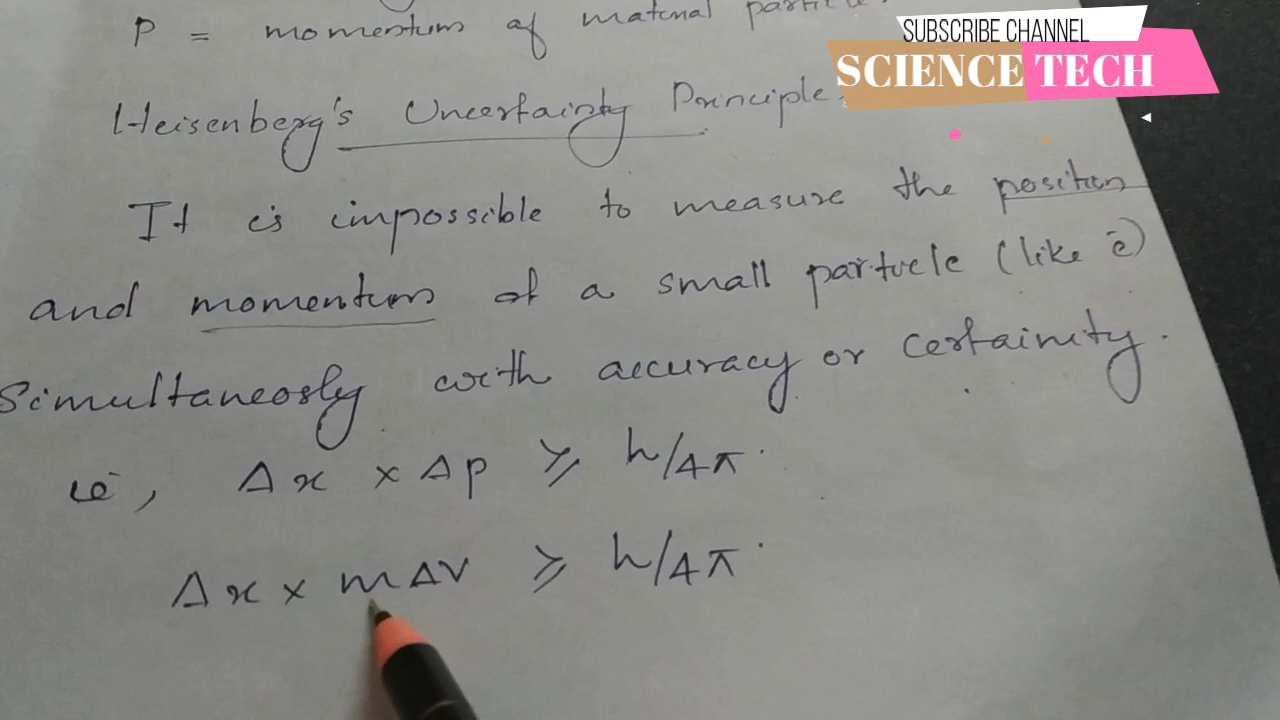 P = momentum of material particle.
SUBSCRIBE CHANNEL
SCIENCE TECH
Heisenberg's Uncertainty Principle:
It is impossible to measure the position
and momentum of a small particle (like ē)
Simultaneosly with accuracy or certainity.
ie, Δx × Δp ≥ h/4π.
Δx × mΔv ≥ h/4π.